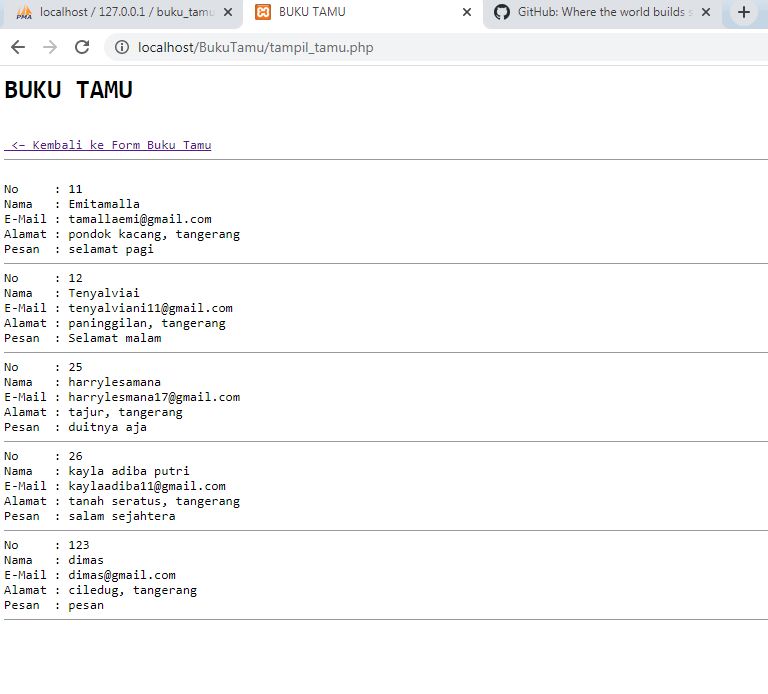 localhost / 127.0.0.1 / buku_tamu
BUKU TAMU
GitHub: Where the world builds s
localhost/BukuTamu/tampil_tamu.php
BUKU TAMU
<- Kembali ke Form Buku Tamu
No : 11
Nama : Emitamalla
E-Mail : tamallaemi@gmail.com
Alamat : pondok kacang, tangerang
Pesan : selamat pagi
No : 12
Nama : Tenyalviai
E-Mail : tenyalviani11@gmail.com
Alamat : paninggilan, tangerang
Pesan : Selamat malam
No : 25
Nama : harrylesamana
E-Mail : harrylesmana17@gmail.com
Alamat : tajur, tangerang
Pesan : duitnya aja
No : 26
Nama : kayla adiba putri
E-Mail : kaylaadiba11@gmail.com
Alamat : tanah seratus, tangerang
Pesan : salam sejahtera
No : 123
Nama : dimas
E-Mail : dimas@gmail.com
Alamat : ciledug, tangerang
Pesan : pesan